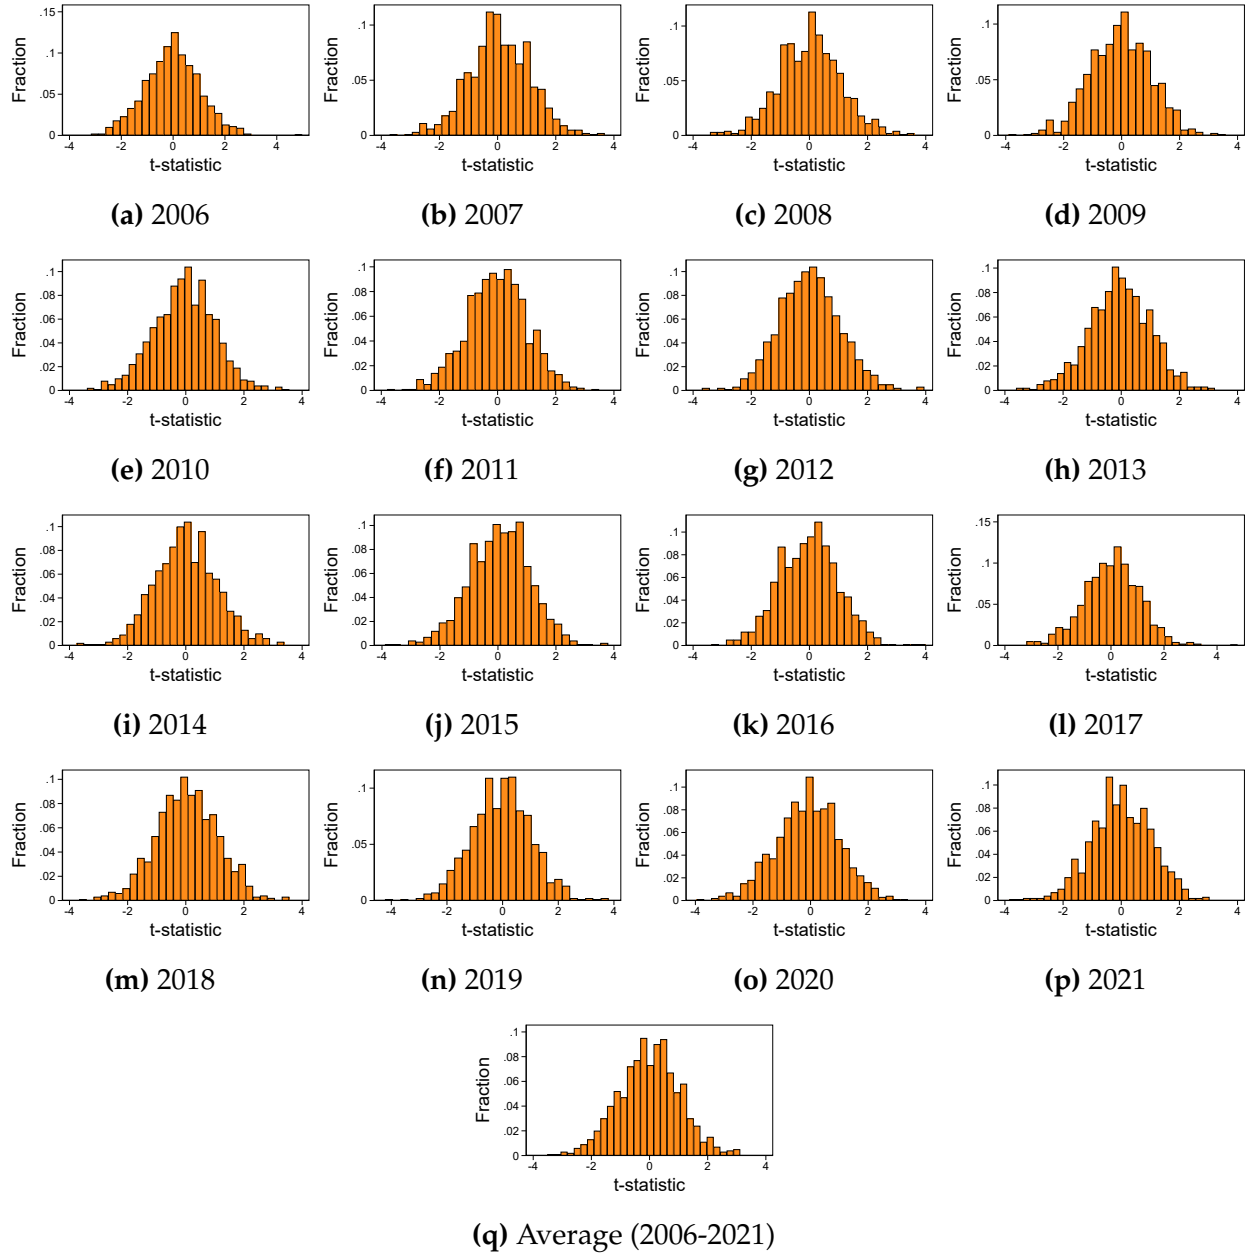 .15
.1
.05
0
Fraction
-4 -2 0 2 4
t-statistic
(a) 2006
.1
.05
0
Fraction
-4 -2 0 2 4
t-statistic
(b) 2007
.1
.05
0
Fraction
-4 -2 0 2 4
t-statistic
(c) 2008
.1
.05
0
Fraction
-4 -2 0 2 4
t-statistic
(d) 2009
.1
.08
.06
.04
.02
0
Fraction
-4 -2 0 2 4
t-statistic
(e) 2010
.1
.08
.06
.04
.02
0
Fraction
-4 -2 0 2 4
t-statistic
(f) 2011
.1
.08
.06
.04
.02
0
Fraction
-4 -2 0 2 4
t-statistic
(g) 2012
.1
.08
.06
.04
.02
0
Fraction
-4 -2 0 2 4
t-statistic
(h) 2013
.1
.08
.06
.04
.02
0
Fraction
-4 -2 0 2 4
t-statistic
(i) 2014
.1
.08
.06
.04
.02
0
Fraction
-4 -2 0 2 4
t-statistic
(j) 2015
.1
.08
.06
.04
.02
0
Fraction
-4 -2 0 2 4
t-statistic
(k) 2016
.15
.1
.05
0
Fraction
-4 -2 0 2 4
t-statistic
(l) 2017
.1
.08
.06
.04
.02
0
Fraction
-4 -2 0 2 4
t-statistic
(m) 2018
.1
.05
0
Fraction
-4 -2 0 2 4
t-statistic
(n) 2019
.1
.08
.06
.04
.02
0
Fraction
-4 -2 0 2 4
t-statistic
(o) 2020
.1
.08
.06
.04
.02
0
Fraction
-4 -2 0 2 4
t-statistic
(p) 2021
.1
.08
.06
.04
.02
0
Fraction
-4 -2 0 2 4
t-statistic
(q) Average (2006-2021)